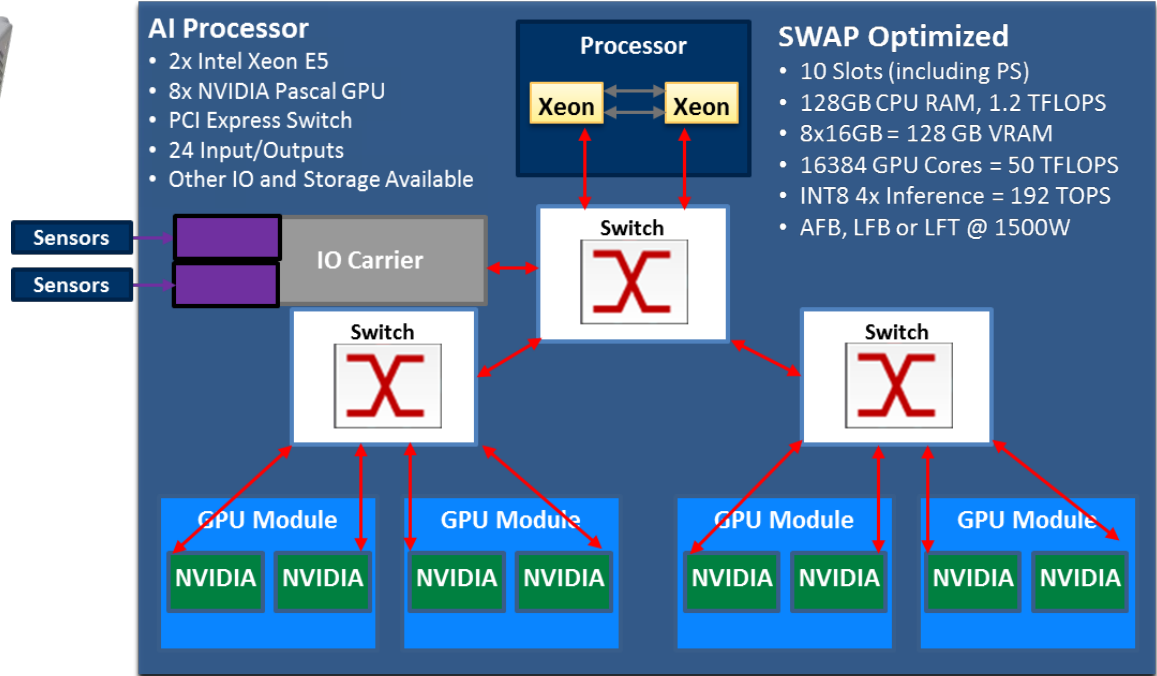 AI Processor
• 2x Intel Xeon E5
• 8x NVIDIA Pascal GPU
• PCI Express Switch
• 24 Input/Outputs
• Other IO and Storage Available
Processor
Xeon
Xeon
SWAP Optimized
• 10 Slots (including PS)
• 128GB CPU RAM, 1.2 TFLOPS
• 8x16GB = 128 GB VRAM
• 16384 GPU Cores = 50 TFLOPS
• INT8 4x Inference = 192 TOPS
• AFB, LFB or LFT @ 1500W
Sensors
Sensors
IO Carrier
Switch
Switch
Switch
GPU Module
GPU Module
GPU Module
GPU Module
NVIDIA
NVIDIA
NVIDIA
NVIDIA
NVIDIA
NVIDIA
NVIDIA
NVIDIA